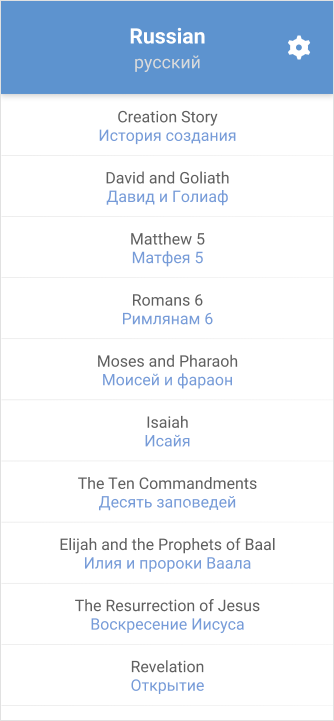 Russian
русский
Creation Story
История создания
David and Goliath
Давид и Голиаф
Matthew 5
Матфея 5
Romans 6
Римлянам 6
Moses and Pharaoh
Моисей и фараон
Isaiah
Исайя
The Ten Commandments
Десять заповедей
Elijah and the Prophets of Baal
Илия и пророки Ваала
The Resurrection of Jesus
Воскресение Иисуса
Revelation
Открытие